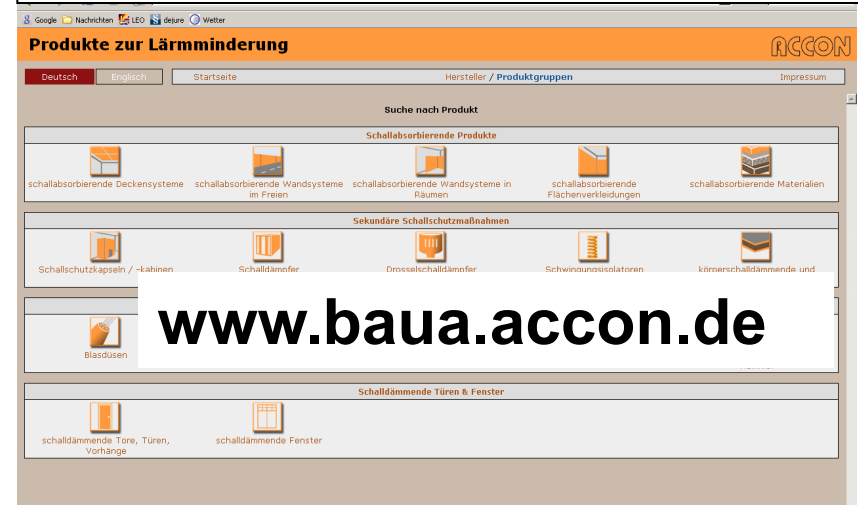 Google Nachrichten LEO dejure Wetter
Produkte zur Lärmminderung
ACCON
Deutsch Englisch Startseite Hersteller / Produktgruppen Impressum
Suche nach Produkt
Schallabsorbierende Produkte
schallabsorbierende Deckensysteme
schallabsorbierende Wandsysteme
im Freien
schallabsorbierende Wandsysteme in
Räumen
schallabsorbierende
Flächenverkleidungen
schallabsorbierende Materialien
Sekundäre Schallschutzmaßnahmen
Schallschutzkapseln / -kabinen
Schalldämpfer
Drosselschalldämpfer
Schwingungsisolatoren
körperschalldämmende und
www.baua.accon.de
Blasdüsen
Schalldämmende Türen & Fenster
schalldämmende Tore, Türen,
Vorhänge
schalldämmende Fenster